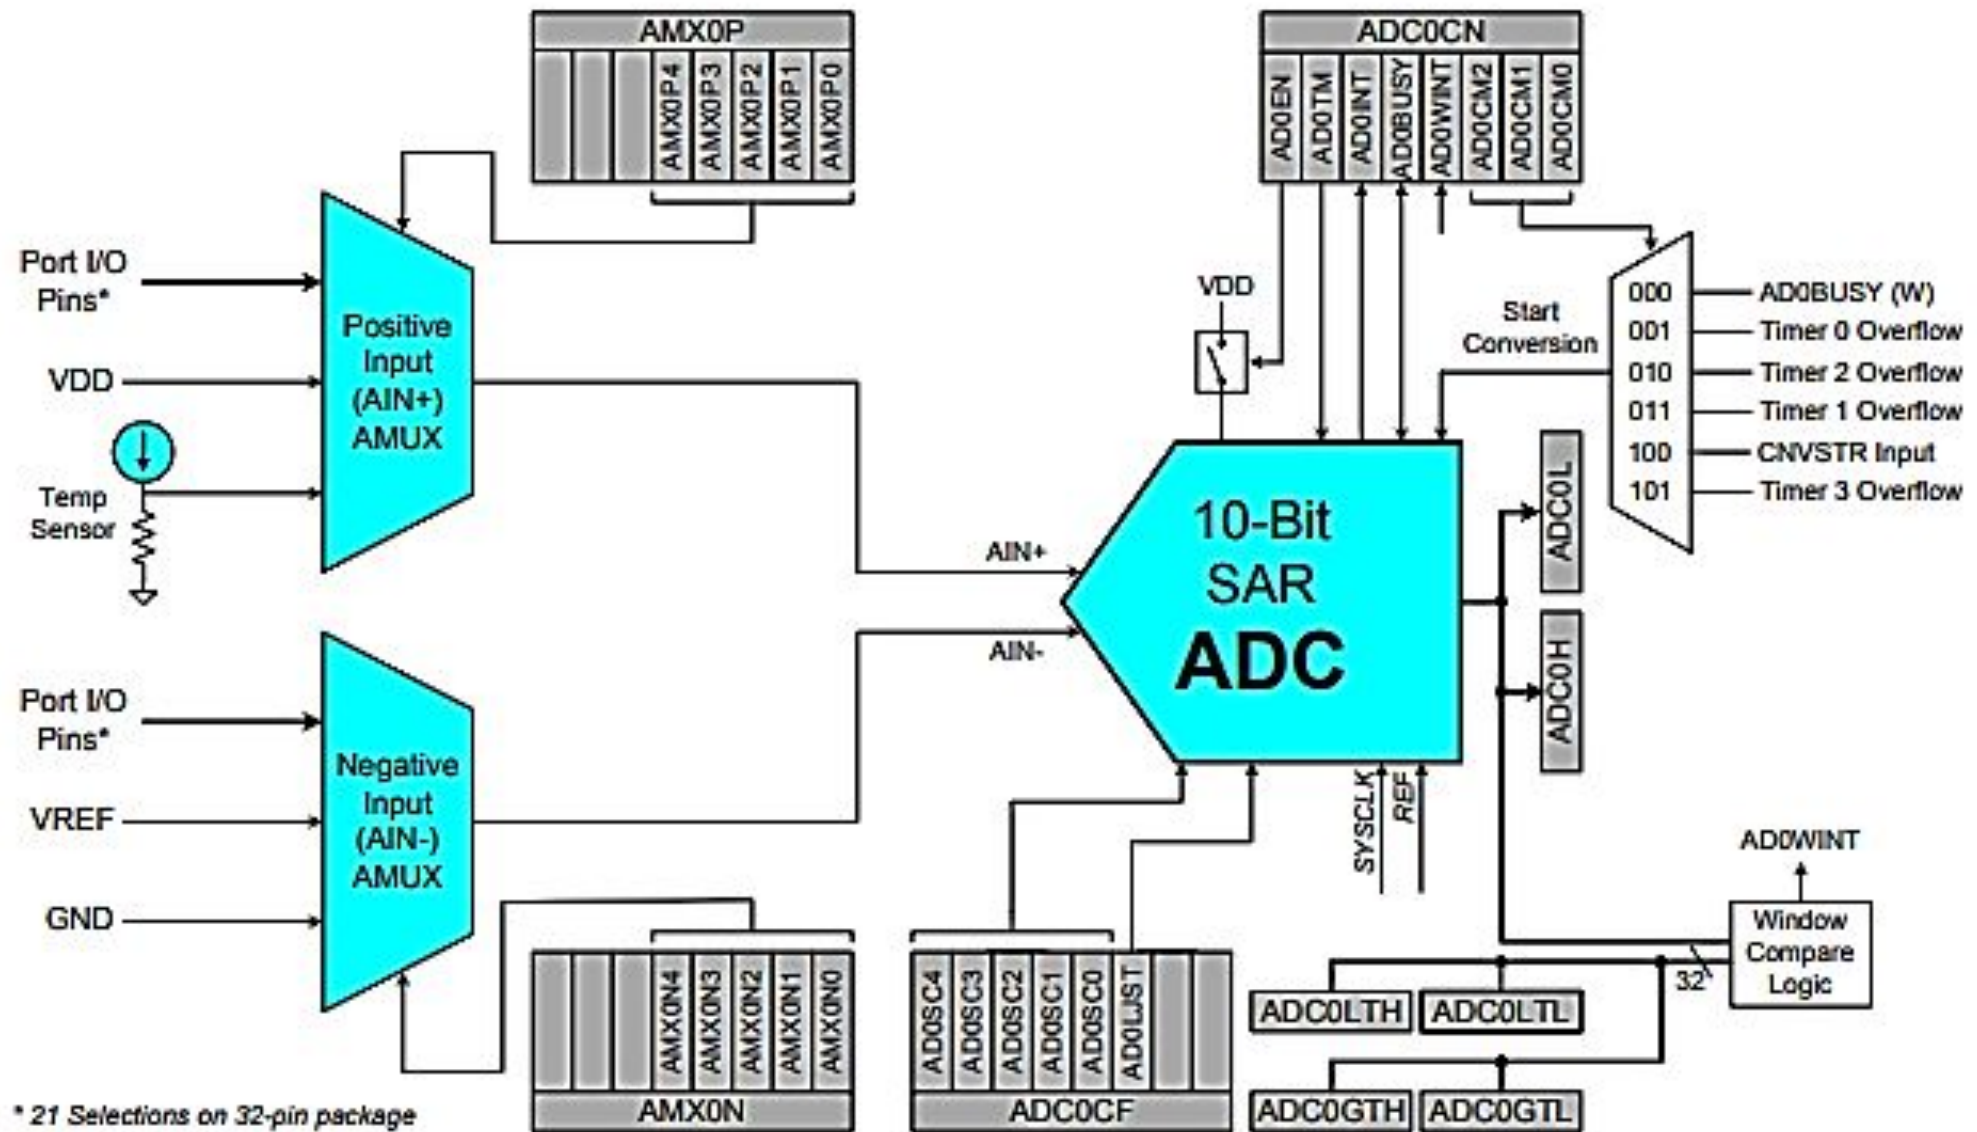 AMX0P
AMX0P4
AMX0P3
AMX0P2
AMX0P1
AMX0P0
ADC0CN
AD0EN
AD0TM
AD0INT
AD0BUSY
AD0WINT
AD0CM2
AD0CM1
AD0CM0
Port I/O
Pins*
VDD
Temp
Sensor
Positive
Input
(AIN+)
AMUX
VDD
Start
Conversion
000
001
010
011
100
101
AD0BUSY (W)
Timer 0 Overflow
Timer 2 Overflow
Timer 1 Overflow
CNVSTR Input
Timer 3 Overflow
AIN+
AIN-
10-Bit
SAR
ADC
ADC0L
ADC0H
Port I/O
Pins*
VREF
GND
Negative
Input
(AIN-)
AMUX
SYSCLK
REF
AD0WINT
Window
Compare
Logic
32
AMX0N4
AMX0N3
AMX0N2
AMX0N1
AMX0N0
AMX0N
AD0SC4
AD0SC3
AD0SC2
AD0SC1
AD0SC0
AD0LJST
ADC0CF
ADC0LTH
ADC0LTL
ADC0GTH
ADC0GTL
* 21 Selections on 32-pin package